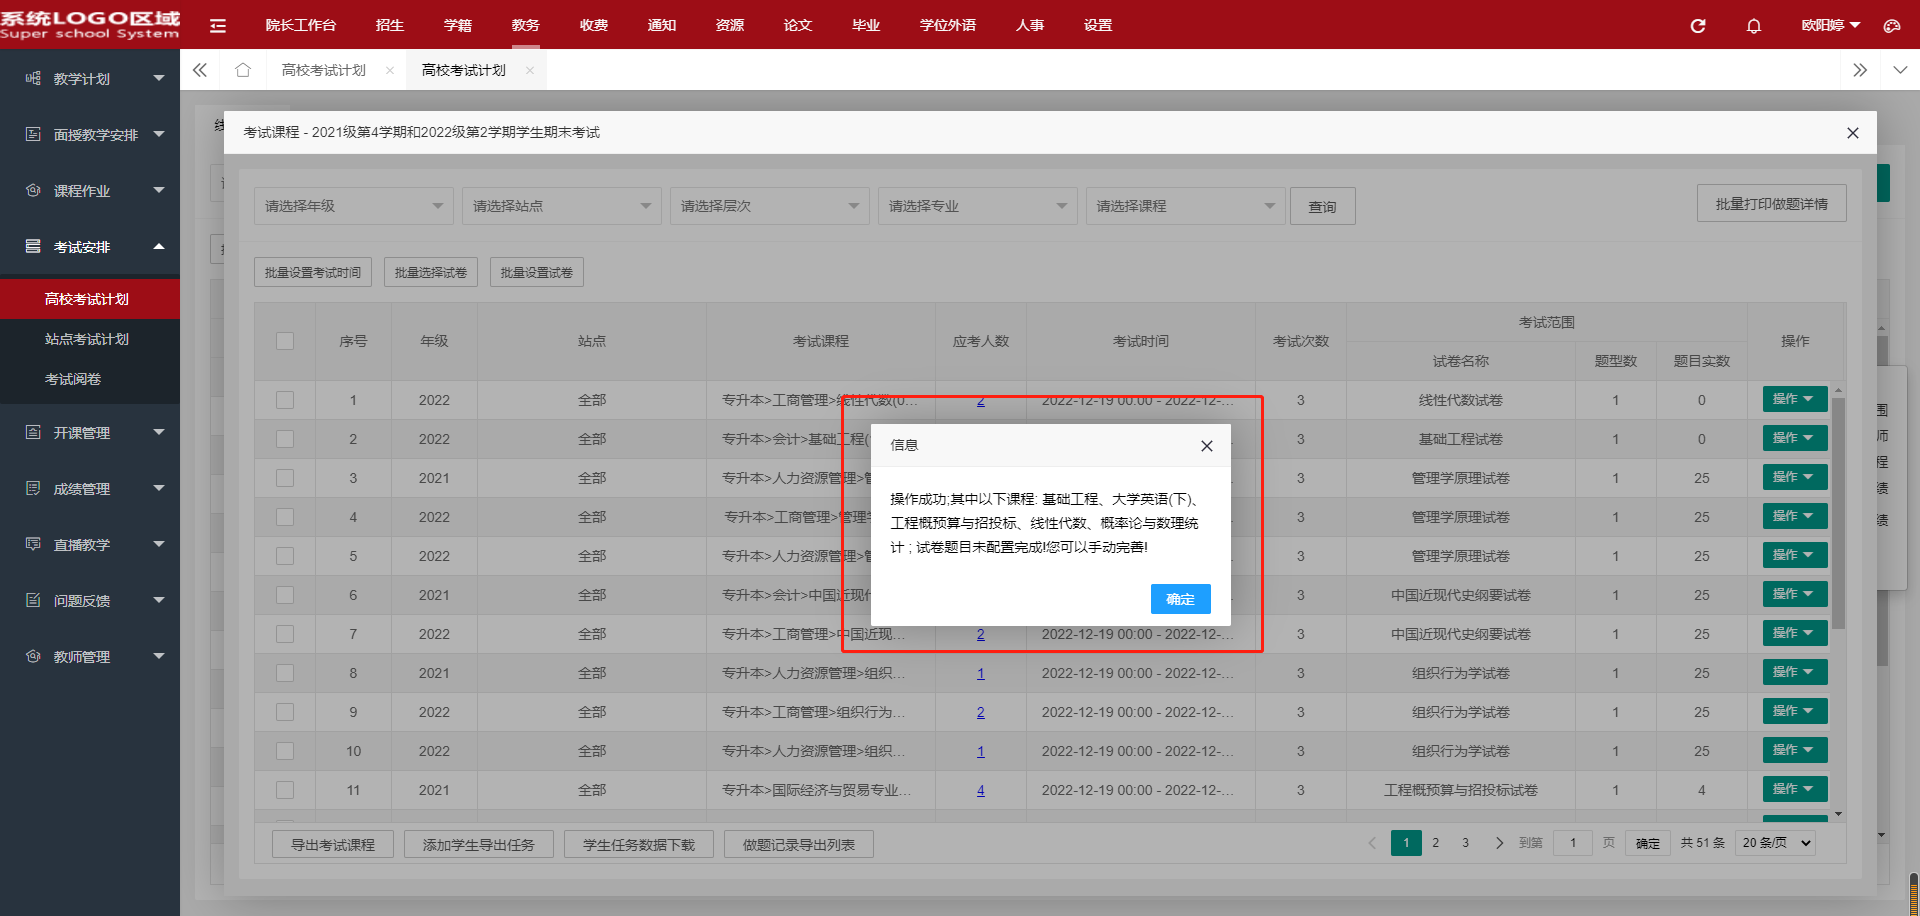 系统LOGO区域
Super school System
院长工作台 招生 学籍 教务 收费 通知 资源 论文 毕业 学位外语 人事 设置
欧阳婷
高校考试计划 高校考试计划
教学计划
面授教学安排
课程作业
考试安排
高校考试计划
站点考试计划
考试阅卷
开课管理
成绩管理
直播教学
问题反馈
教师管理
考试课程 - 2021级第4学期和2022级第2学期学生期末考试
请选择年级 请选择站点 请选择层次 请选择专业 请选择课程 查询 批量打印做题详情
批量设置考试时间 批量选择试卷 批量设置试卷
序号 年级 站点 考试课程 应考人数 考试时间 考试次数 考试范围 操作
试卷名称 题型数 题目实数
1 2022 全部 专升本>工商管理>线性代数(0... 2 2022-12-19 00:00 - 2022-12-... 3 线性代数试卷 1 0 操作
2 2022 全部 专升本>会计>基础工程( 3 基础工程试卷 1 0 操作
3 2021 全部 专升本>人力资源管理> 3 管理学原理试卷 1 25 操作
4 2022 全部 专升本>工商管理>管理 3 管理学原理试卷 1 25 操作
5 2022 全部 专升本>人力资源管理> 3 管理学原理试卷 1 25 操作
6 2021 全部 专升本>会计>中国近现 3 中国近现代史纲要试卷 1 25 操作
7 2022 全部 专升本>工商管理>中国近现... 2 2022-12-19 00:00 - 2022-12-... 3 中国近现代史纲要试卷 1 25 操作
8 2021 全部 专升本>人力资源管理>组织... 1 2022-12-19 00:00 - 2022-12-... 3 组织行为学试卷 1 25 操作
9 2022 全部 专升本>工商管理>组织行为... 2 2022-12-19 00:00 - 2022-12-... 3 组织行为学试卷 1 25 操作
10 2022 全部 专升本>人力资源管理>组织... 1 2022-12-19 00:00 - 2022-12-... 3 组织行为学试卷 1 25 操作
11 2021 全部 专升本>国际经济与贸易专业... 4 2022-12-19 00:00 - 2022-12-... 3 工程概预算与招投标试卷 1 4 操作
信息
操作成功;其中以下课程: 基础工程、大学英语(下)、
工程概预算与招投标、线性代数、概率论与数理统
计 ; 试卷题目未配置完成!您可以手动完善!
确定
导出考试课程 添加学生导出任务 学生任务数据下载 做题记录导出列表
1 2 3 到第 1 页 确定 共 51 条 20 条/页